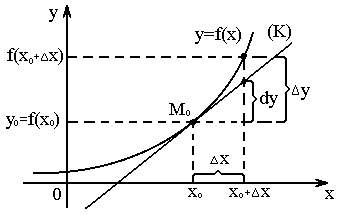 y
y=f(x)
(K)
f(x₀+Δx)
M₀
dy
Δy
y₀=f(x₀)
Δx
0
x₀
x₀+Δx
x